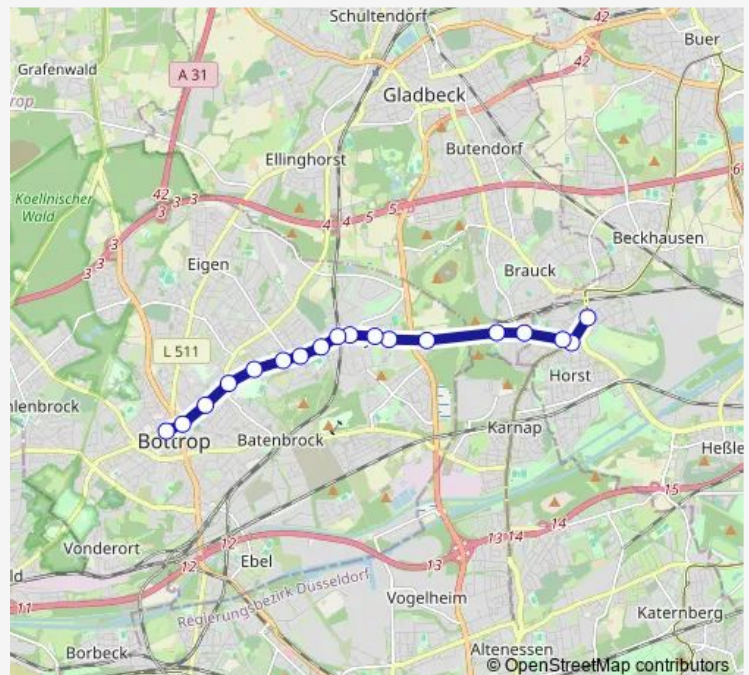 Schultendorf
42
Buer
Grafenwald
A 31
42
Gladbeck
Butendorf
Ellinghorst
42
3
3
4
4
5
5
6
Koellnischer
Wald
3
3
3
3
Eigen
Beckhausen
Brauck
L 511
Horst
Karnap
Bottrop
Batenbrock
Heßle
15
14
13 14
Vonderort
12
12
Ebel
13
11
Regierungsbezirk Düsseldorf
Vogelheim
Katernberg
Borbeck
Altenessen
© OpenStreetMap contributors